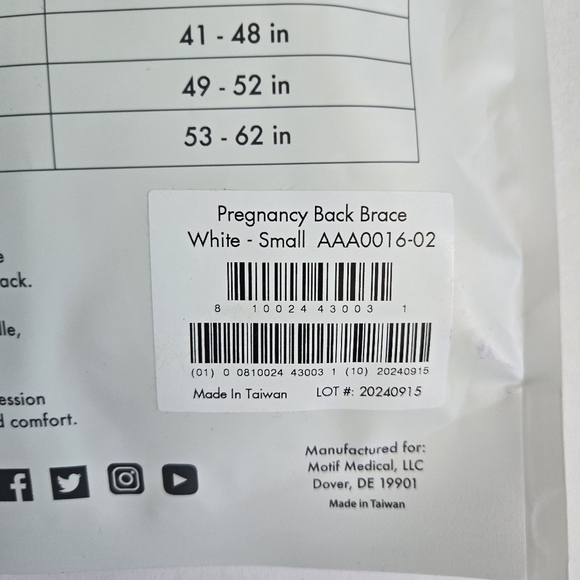 41 - 48 in
49 - 52 in
53 - 62 in
Pregnancy Back Brace
White - Small AAA0016-02
8 10024 43003 1
(01) 0 0810024 43003 1 (10) 20240915
Made In Taiwan LOT #: 20240915
ack.
lle,
ession
d comfort.
Manufactured for:
Motif Medical, LLC
Dover, DE 19901
Made in Taiwan